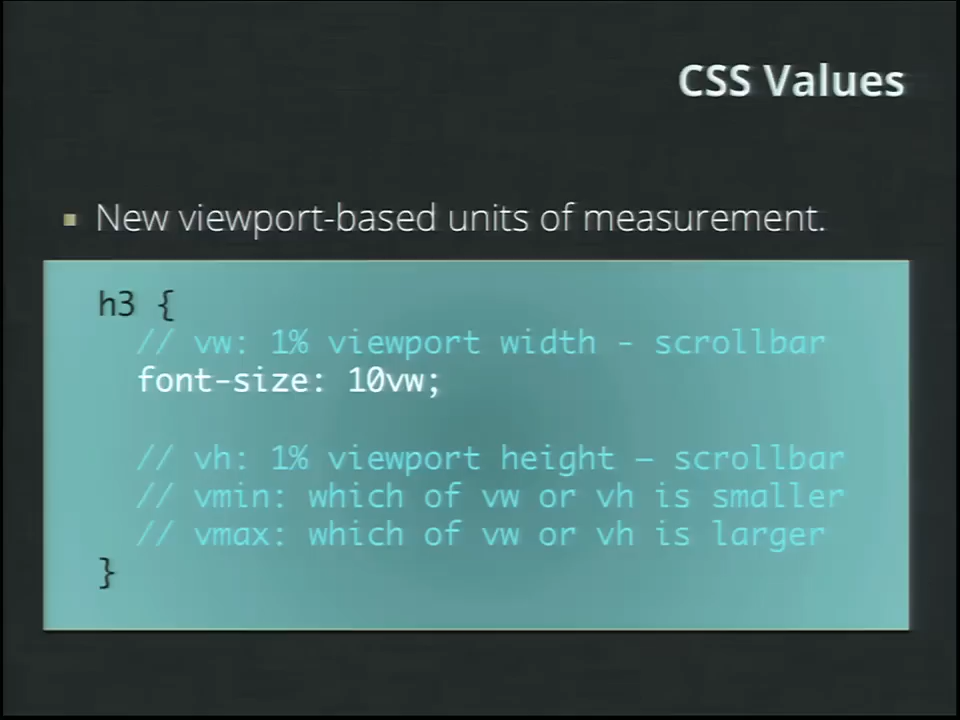 CSS Values
New viewport-based units of measurement.
h3 {
// vw: 1% viewport width - scrollbar
font-size: 10vw;
// vh: 1% viewport height – scrollbar
// vmin: which of vw or vh is smaller
// vmax: which of vw or vh is larger
}